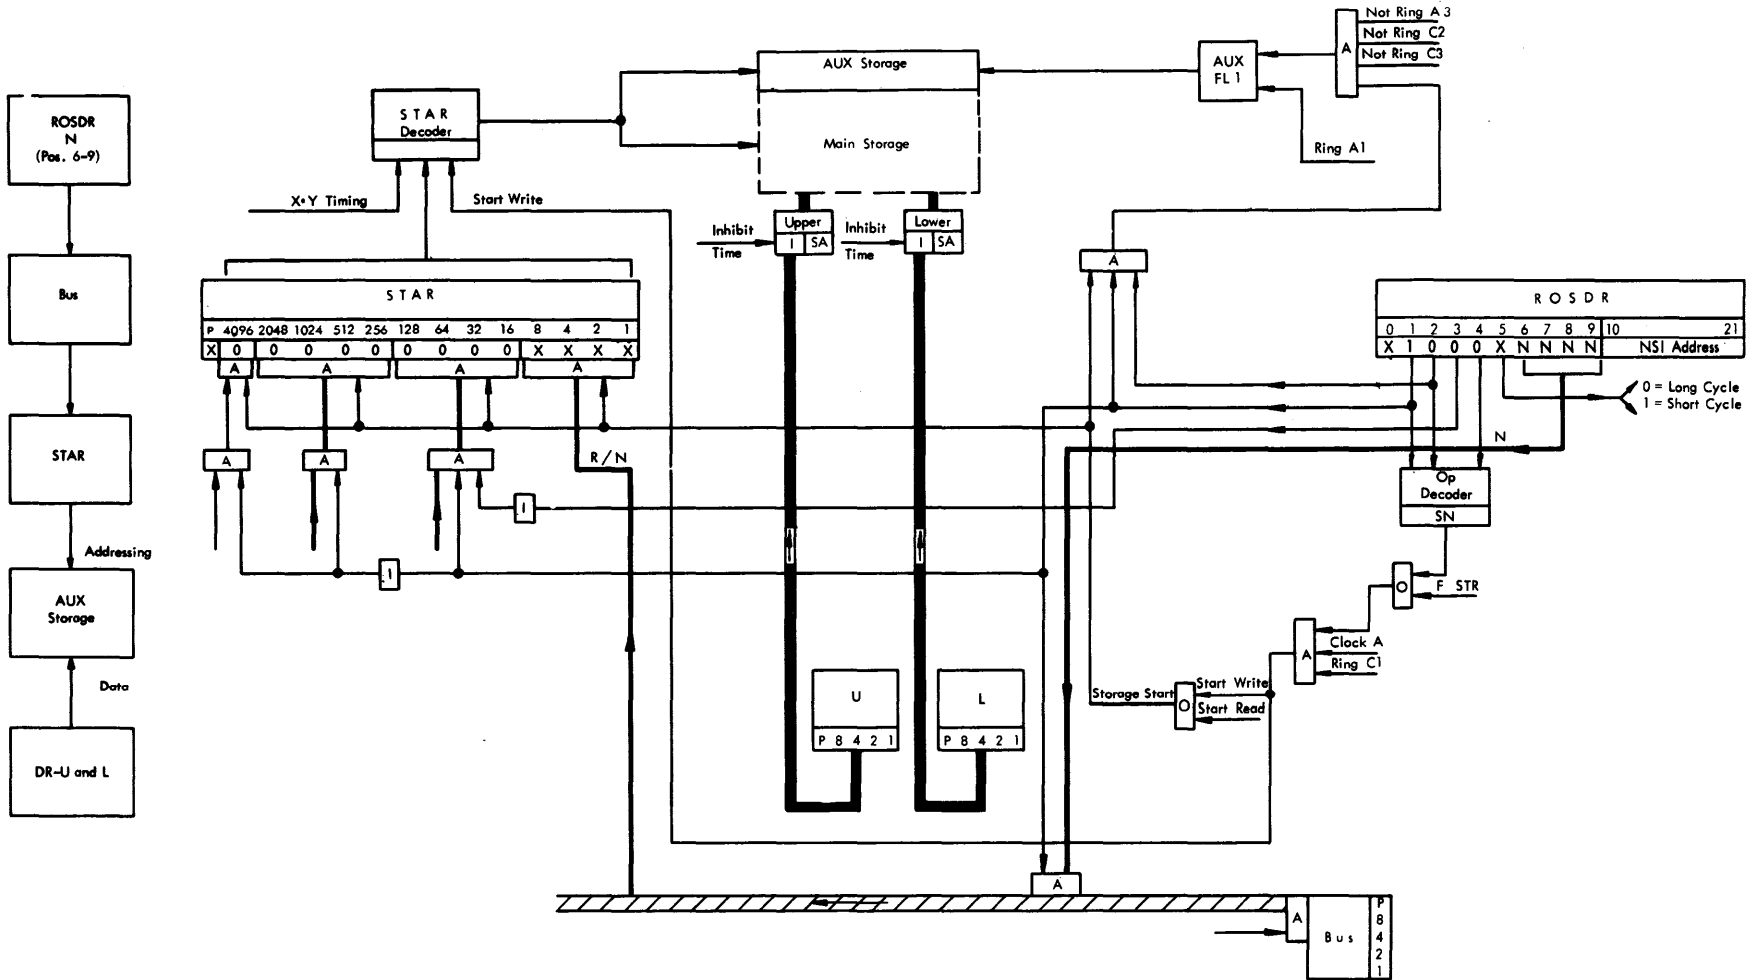 ROSDR
N
(Pos. 6-9)
Bus
STAR
Addressing
AUX
Storage
Data
DR-U and L
STAR
Decoder
X•Y Timing
Start Write
AUX Storage
Main Storage
AUX
FL 1
A
Not Ring A3
Not Ring C2
Not Ring C3
Ring A1
Inhibit
Time
Upper
I SA
Inhibit
Time
Lower
I SA
A
STAR
P 4096 2048 1024 512 256 128 64 32 16 8 4 2 1
X 0 0 0 0 0 0 0 0 0 X X X X
A A A A
A A A
R/N
I
I
ROSDR
0 1 2 3 4 5 6 7 8 9 10 21
X 1 0 0 0 X N N N N NSI Address
0 = Long Cycle
1 = Short Cycle
N
Op
Decoder
SN
O
F STR
A
Clock A
Ring C1
Storage Start
O
Start Write
Start Read
U
P 8 4 2 1
L
P 8 4 2 1
A
A
Bus
P
8
4
2
1